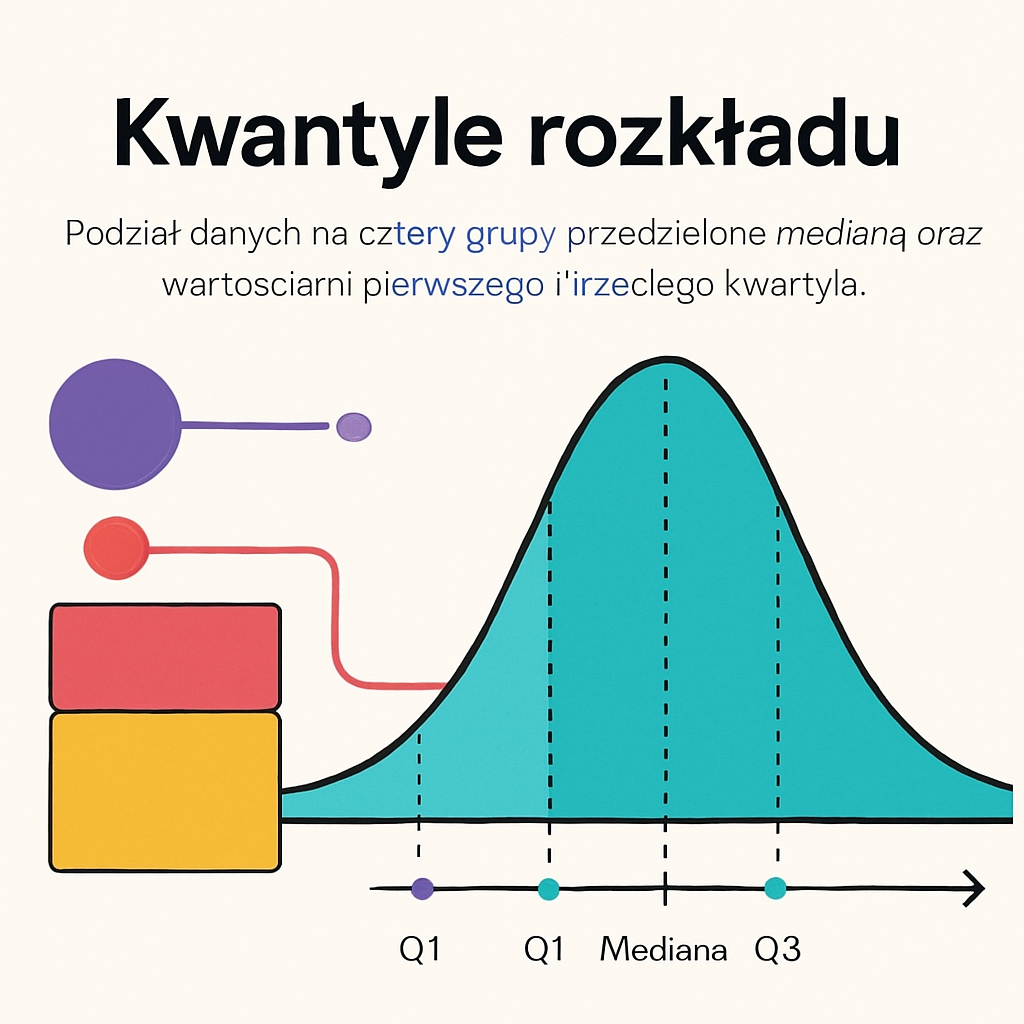 Kwantyle rozkładu
Podział danych na cztery grupy przedzielone medianą oraz
wartosciarni pierwszego i'irzeclego kwartyla.
Q1 Q1 Mediana Q3